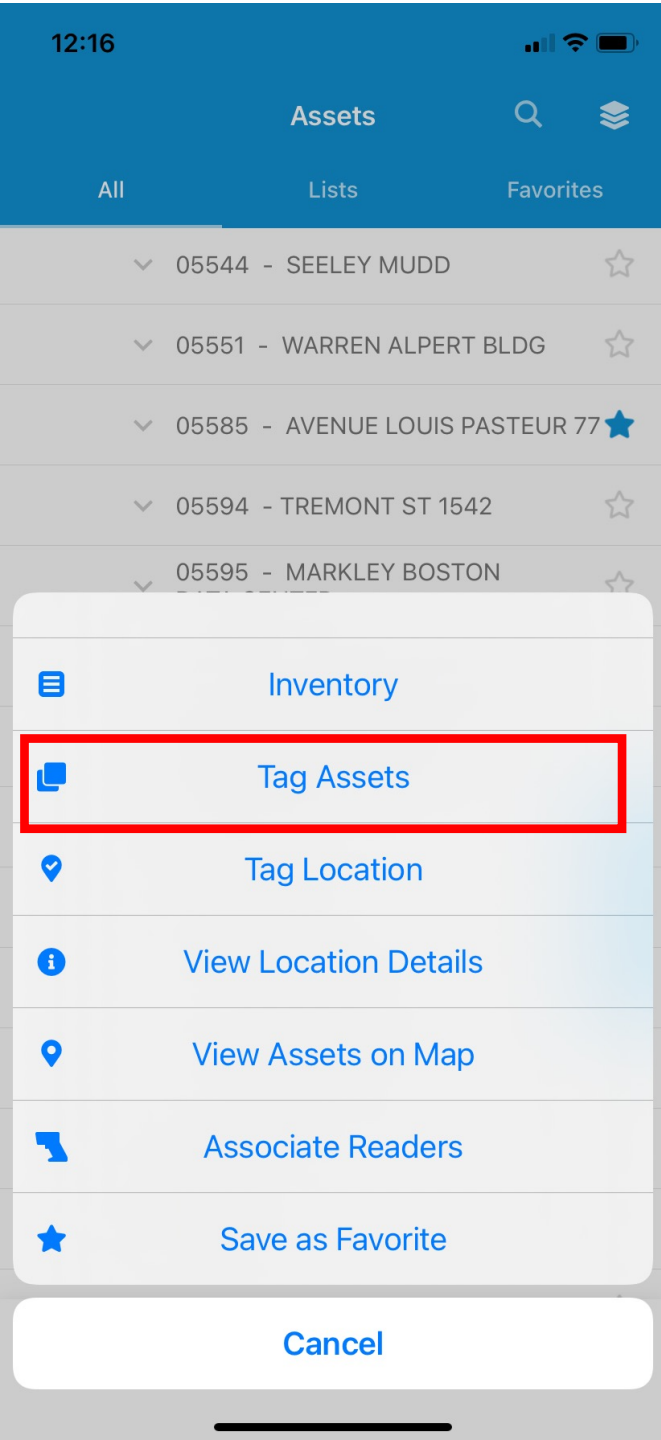 12:16
Assets
All Lists Favorites
05544 - SEELEY MUDD
05551 - WARREN ALPERT BLDG
05585 - AVENUE LOUIS PASTEUR 77
05594 - TREMONT ST 1542
05595 - MARKLEY BOSTON
Inventory
Tag Assets
Tag Location
View Location Details
View Assets on Map
Associate Readers
Save as Favorite
Cancel